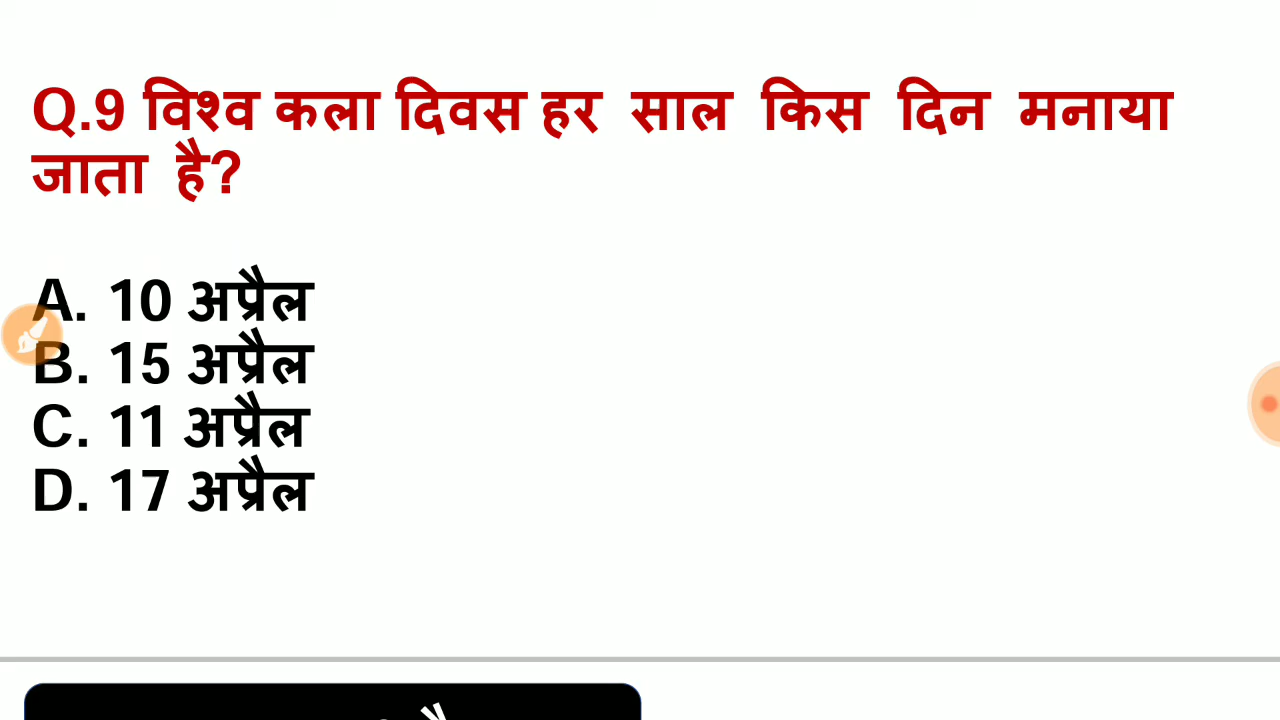 Q.9 विश्व कला दिवस हर साल किस दिन मनाया
जाता है?
A. 10 अप्रैल
B. 15 अप्रैल
C. 11 अप्रैल
D. 17 अप्रैल